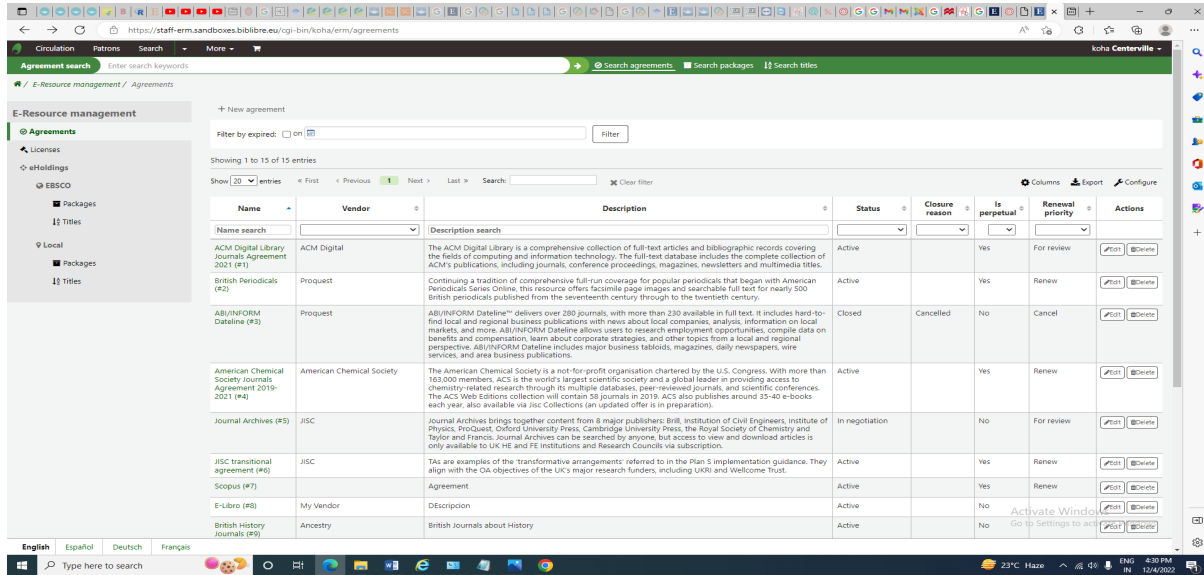 https://staff-erm.sandboxes.biblibre.eu/cgi-bin/koha/erm/agreements
Circulation Patrons Search More koha Centerville
Agreement search Enter search keywords Search agreements Search packages Search titles
/ E-Resource management / Agreements
E-Resource management
Agreements
Licenses
eHoldings
EBSCO
Packages
Titles
Local
Packages
Titles
+ New agreement
Filter by expired: on Filter
Showing 1 to 15 of 15 entries
Show 20 entries « First < Previous 1 Next > Last » Search: Clear filter Columns Export Configure
Name Vendor Description Status Closure reason Is perpetual Renewal priority Actions
Name search Description search
ACM Digital Library Journals Agreement 2021 (#1) ACM Digital The ACM Digital Library is a comprehensive collection of full-text articles and bibliographic records covering Active Yes For review Edit Delete
the fields of computing and information technology. The full-text database includes the complete collection of
ACM's publications, including journals, conference proceedings, magazines, newsletters and multimedia titles.
British Periodicals (#2) Proquest Continuing a tradition of comprehensive full-run coverage for popular periodicals that began with American Active Yes Renew Edit Delete
Periodicals Series Online, this resource offers facsimile page images and searchable full text for nearly 500
British periodicals published from the seventeenth century through to the twentieth century.
ABI/INFORM Dateline (#3) Proquest ABI/INFORM Dateline™ delivers over 280 journals, with more than 230 available in full text. It includes hard-to- Closed Cancelled No Cancel Edit Delete
find local and regional business publications with news about local companies, analysis, information on local
markets, and more. ABI/INFORM Dateline allows users to research employment opportunities, compile data on
benefits and compensation, learn about corporate strategies, and other topics from a local and regional
perspective. ABI/INFORM Dateline includes major business tabloids, magazines, daily newspapers, wire
services, and area business publications.
American Chemical Society Journals Agreement 2019-2021 (#4) American Chemical Society The American Chemical Society is a not-for-profit organisation chartered by the U.S. Congress. With more than Active Yes Renew Edit Delete
163,000 members, ACS is the world's largest scientific society and a global leader in providing access to
chemistry-related research through its multiple databases, peer-reviewed journals, and scientific conferences.
The ACS Web Editions collection will contain 58 journals in 2019. ACS also publishes around 35-40 e-books
each year, also available via Jisc Collections (an updated offer is in preparation).
Journal Archives (#5) JISC Journal Archives brings together content from 8 major publishers: Brill, Institution of Civil Engineers, Institute of In negotiation No For review Edit Delete
Physics, ProQuest, Oxford University Press, Cambridge University Press, the Royal Society of Chemistry and
Taylor and Francis. Journal Archives can be searched by anyone, but access to view and download articles is
only available to UK HE and FE Institutions and Research Councils via subscription.
JISC transitional agreement (#6) JISC TAs are examples of the 'transformative arrangements' referred to in the Plan S implementation guidance. They Active Yes Renew Edit Delete
align with the OA objectives of the UK's major research funders, including UKRI and Wellcome Trust.
Scopus (#7) Agreement Active Yes Renew Edit Delete
E-Libro (#8) My Vendor DEscripcion Active No Edit Delete
British History Journals (#9) Ancestry British Journals about History Active No Edit Delete
Activate Windows
Go to Settings to
English Español Deutsch Français
Type here to search 23°C Haze ENG IN 4:30 PM 12/4/2022